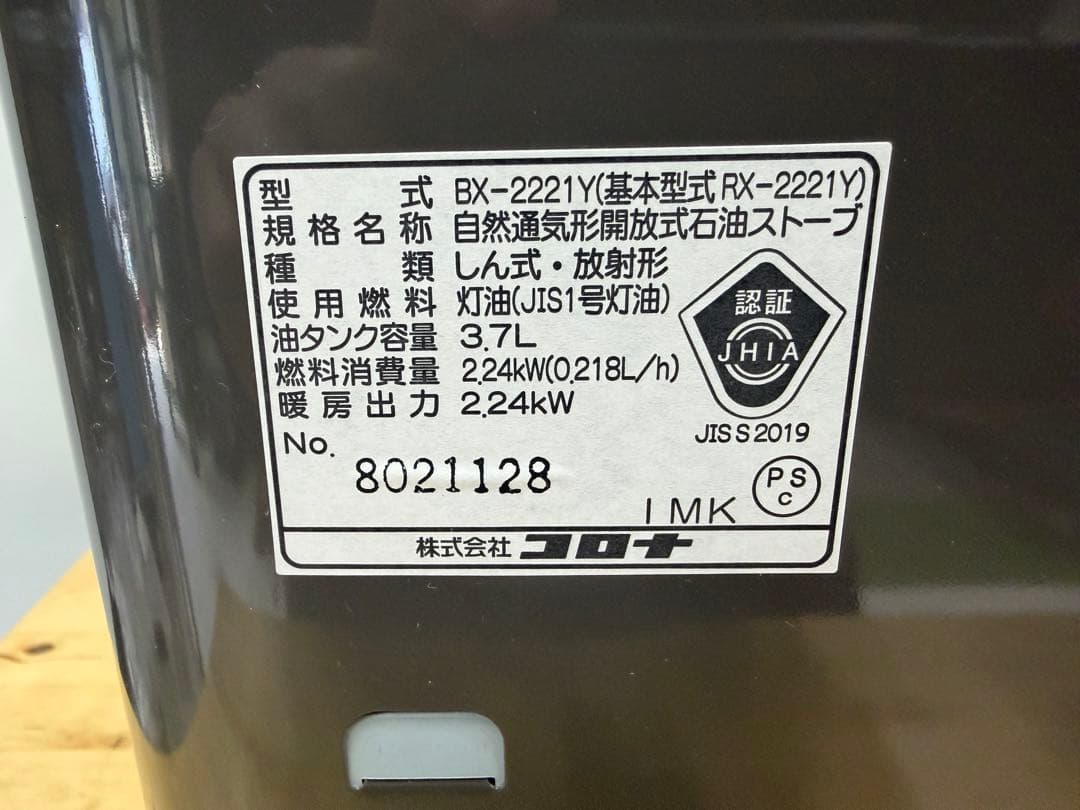 型式 BX-2221Y(基本型式 RX-2221Y)
規格名称 自然通気形開放式石油ストーブ
種類 しん式・放射形
使用燃料 灯油(JIS1号灯油)
油タンク容量 3.7L
燃料消費量 2.24kW(0.218L/h)
暖房出力 2.24kW
認証
JHIA
JIS S 2019
No.
8021128
PS
C
IMK
株式会社 コロナ